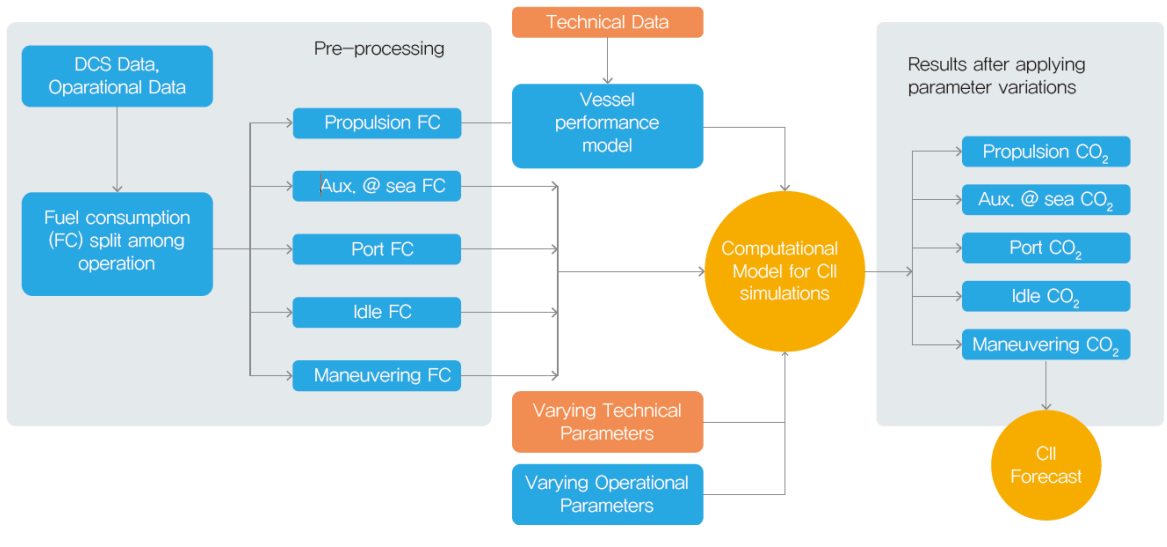 Technical Data
Pre-processing
DCS Data,
Oparational Data
Results after applying
parameter variations
Vessel
performance
model
Propulsion FC
Propulsion CO₂
Aux. @ sea FC
Aux. @ sea CO₂
Fuel consumption
(FC) split among
operation
Port FC
Computational
Model for CII
simulations
Port CO₂
Idle FC
Idle CO₂
Maneuvering FC
Maneuvering CO₂
Varying Technical
Parameters
CII
Forecast
Varying Operational
Parameters